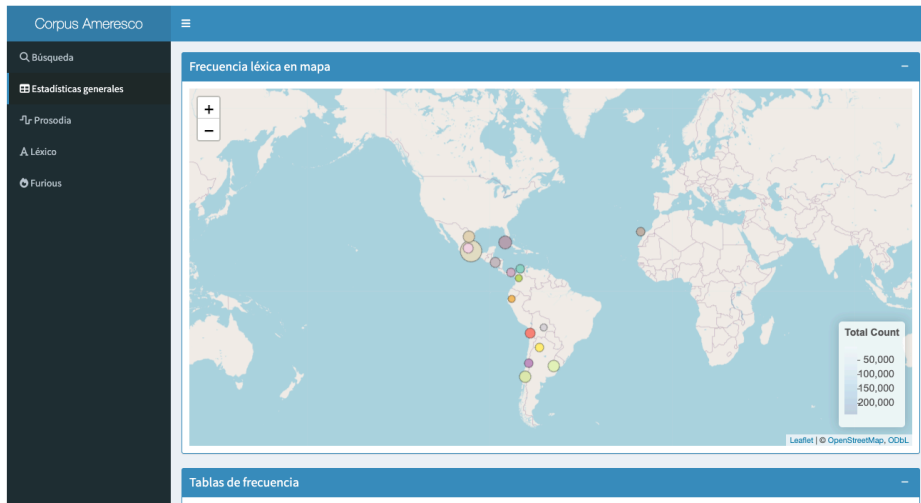 Corpus Ameresco
Búsqueda
Estadísticas generales
Prosodia
Léxico
Furious
Frecuencia léxica en mapa
+
−
Total Count
- 50,000
-100,000
-150,000
-200,000
Leaflet | © OpenStreetMap, ODbL
Tablas de frecuencia